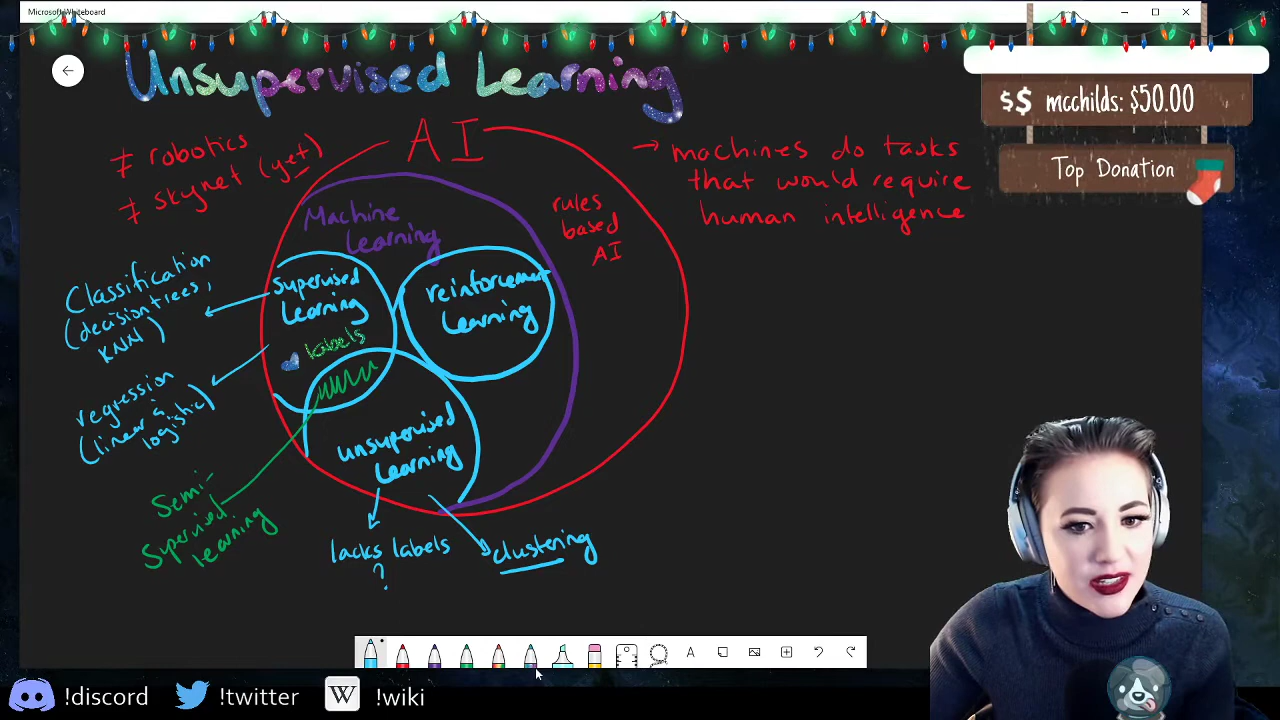 Microsoft Whiteboard
Unsupervised Learning
$$ mcchilds: $50.00
Top Donation
≠ robotics
≠ skynet (yet)
AI
→ machines do tasks
that would require
human intelligence
rules
based
AI
Machine
Learning
Supervised
Learning
labels
reinforcement
Learning
Classification
(decision trees,
KNN)
regression
(linear &
logistic)
unsupervised
Learning
Semi-
Supervised
learning
lacks labels
?
clustering
A
!discord
!twitter
W
!wiki